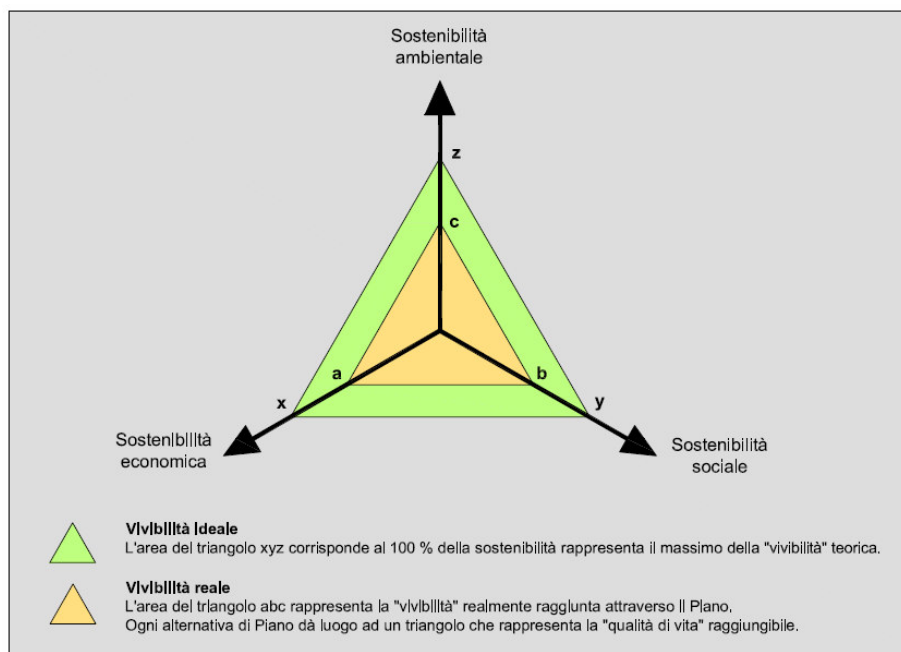 Sostenibilità
ambientale
z
c
a
b
x
y
Sostenibilità
economica
Sostenibilità
sociale
Vivibilità ideale
L'area del triangolo xyz corrisponde al 100 % della sostenibilità rappresenta il massimo della "vivibilità" teorica.
Vivibilità reale
L'area del triangolo abc rappresenta la "vivibilità" realmente raggiunta attraverso il Piano.
Ogni alternativa di Piano dà luogo ad un triangolo che rappresenta la "qualità di vita" raggiungibile.